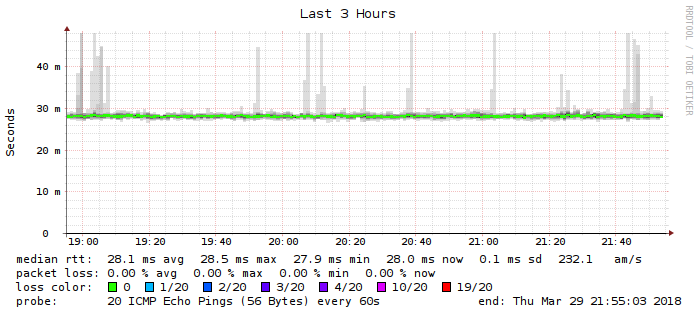 Last 3 Hours
RRDTOOL / TOBI OETIKER
Seconds
40 m
30 m
20 m
10 m
0
19:00 19:20 19:40 20:00 20:20 20:40 21:00 21:20 21:40
median rtt: 28.1 ms avg 28.5 ms max 27.9 ms min 28.0 ms now 0.1 ms sd 232.1 am/s
packet loss: 0.00 % avg 0.00 % max 0.00 % min 0.00 % now
loss color: 0 1/20 2/20 3/20 4/20 10/20 19/20
probe: 20 ICMP Echo Pings (56 Bytes) every 60s end: Thu Mar 29 21:55:03 2018